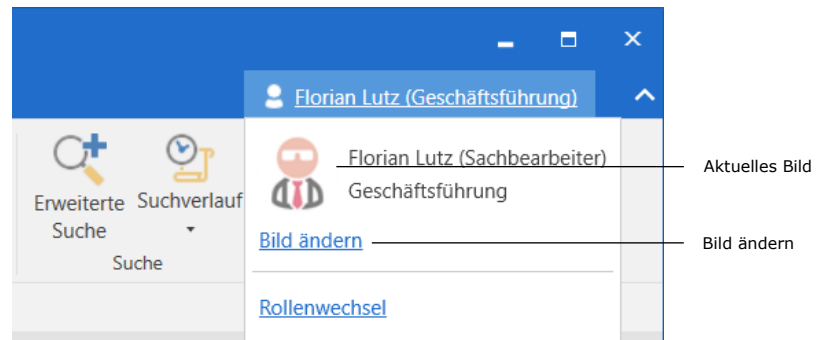 Florian Lutz (Geschäftsführung)
Florian Lutz (Sachbearbeiter)
Geschäftsführung
Aktuelles Bild
Erweiterte
Suche
Suchverlauf
Suche
Bild ändern
Bild ändern
Rollenwechsel